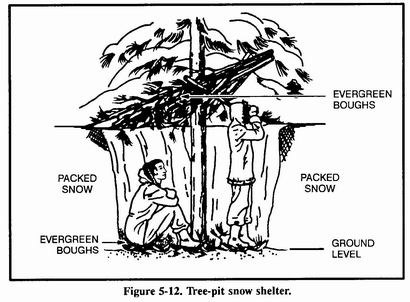 EVERGREEN
BOUGHS
PACKED
SNOW
PACKED
SNOW
EVERGREEN
BOUGHS
GROUND
LEVEL
Figure 5-12. Tree-pit snow shelter.